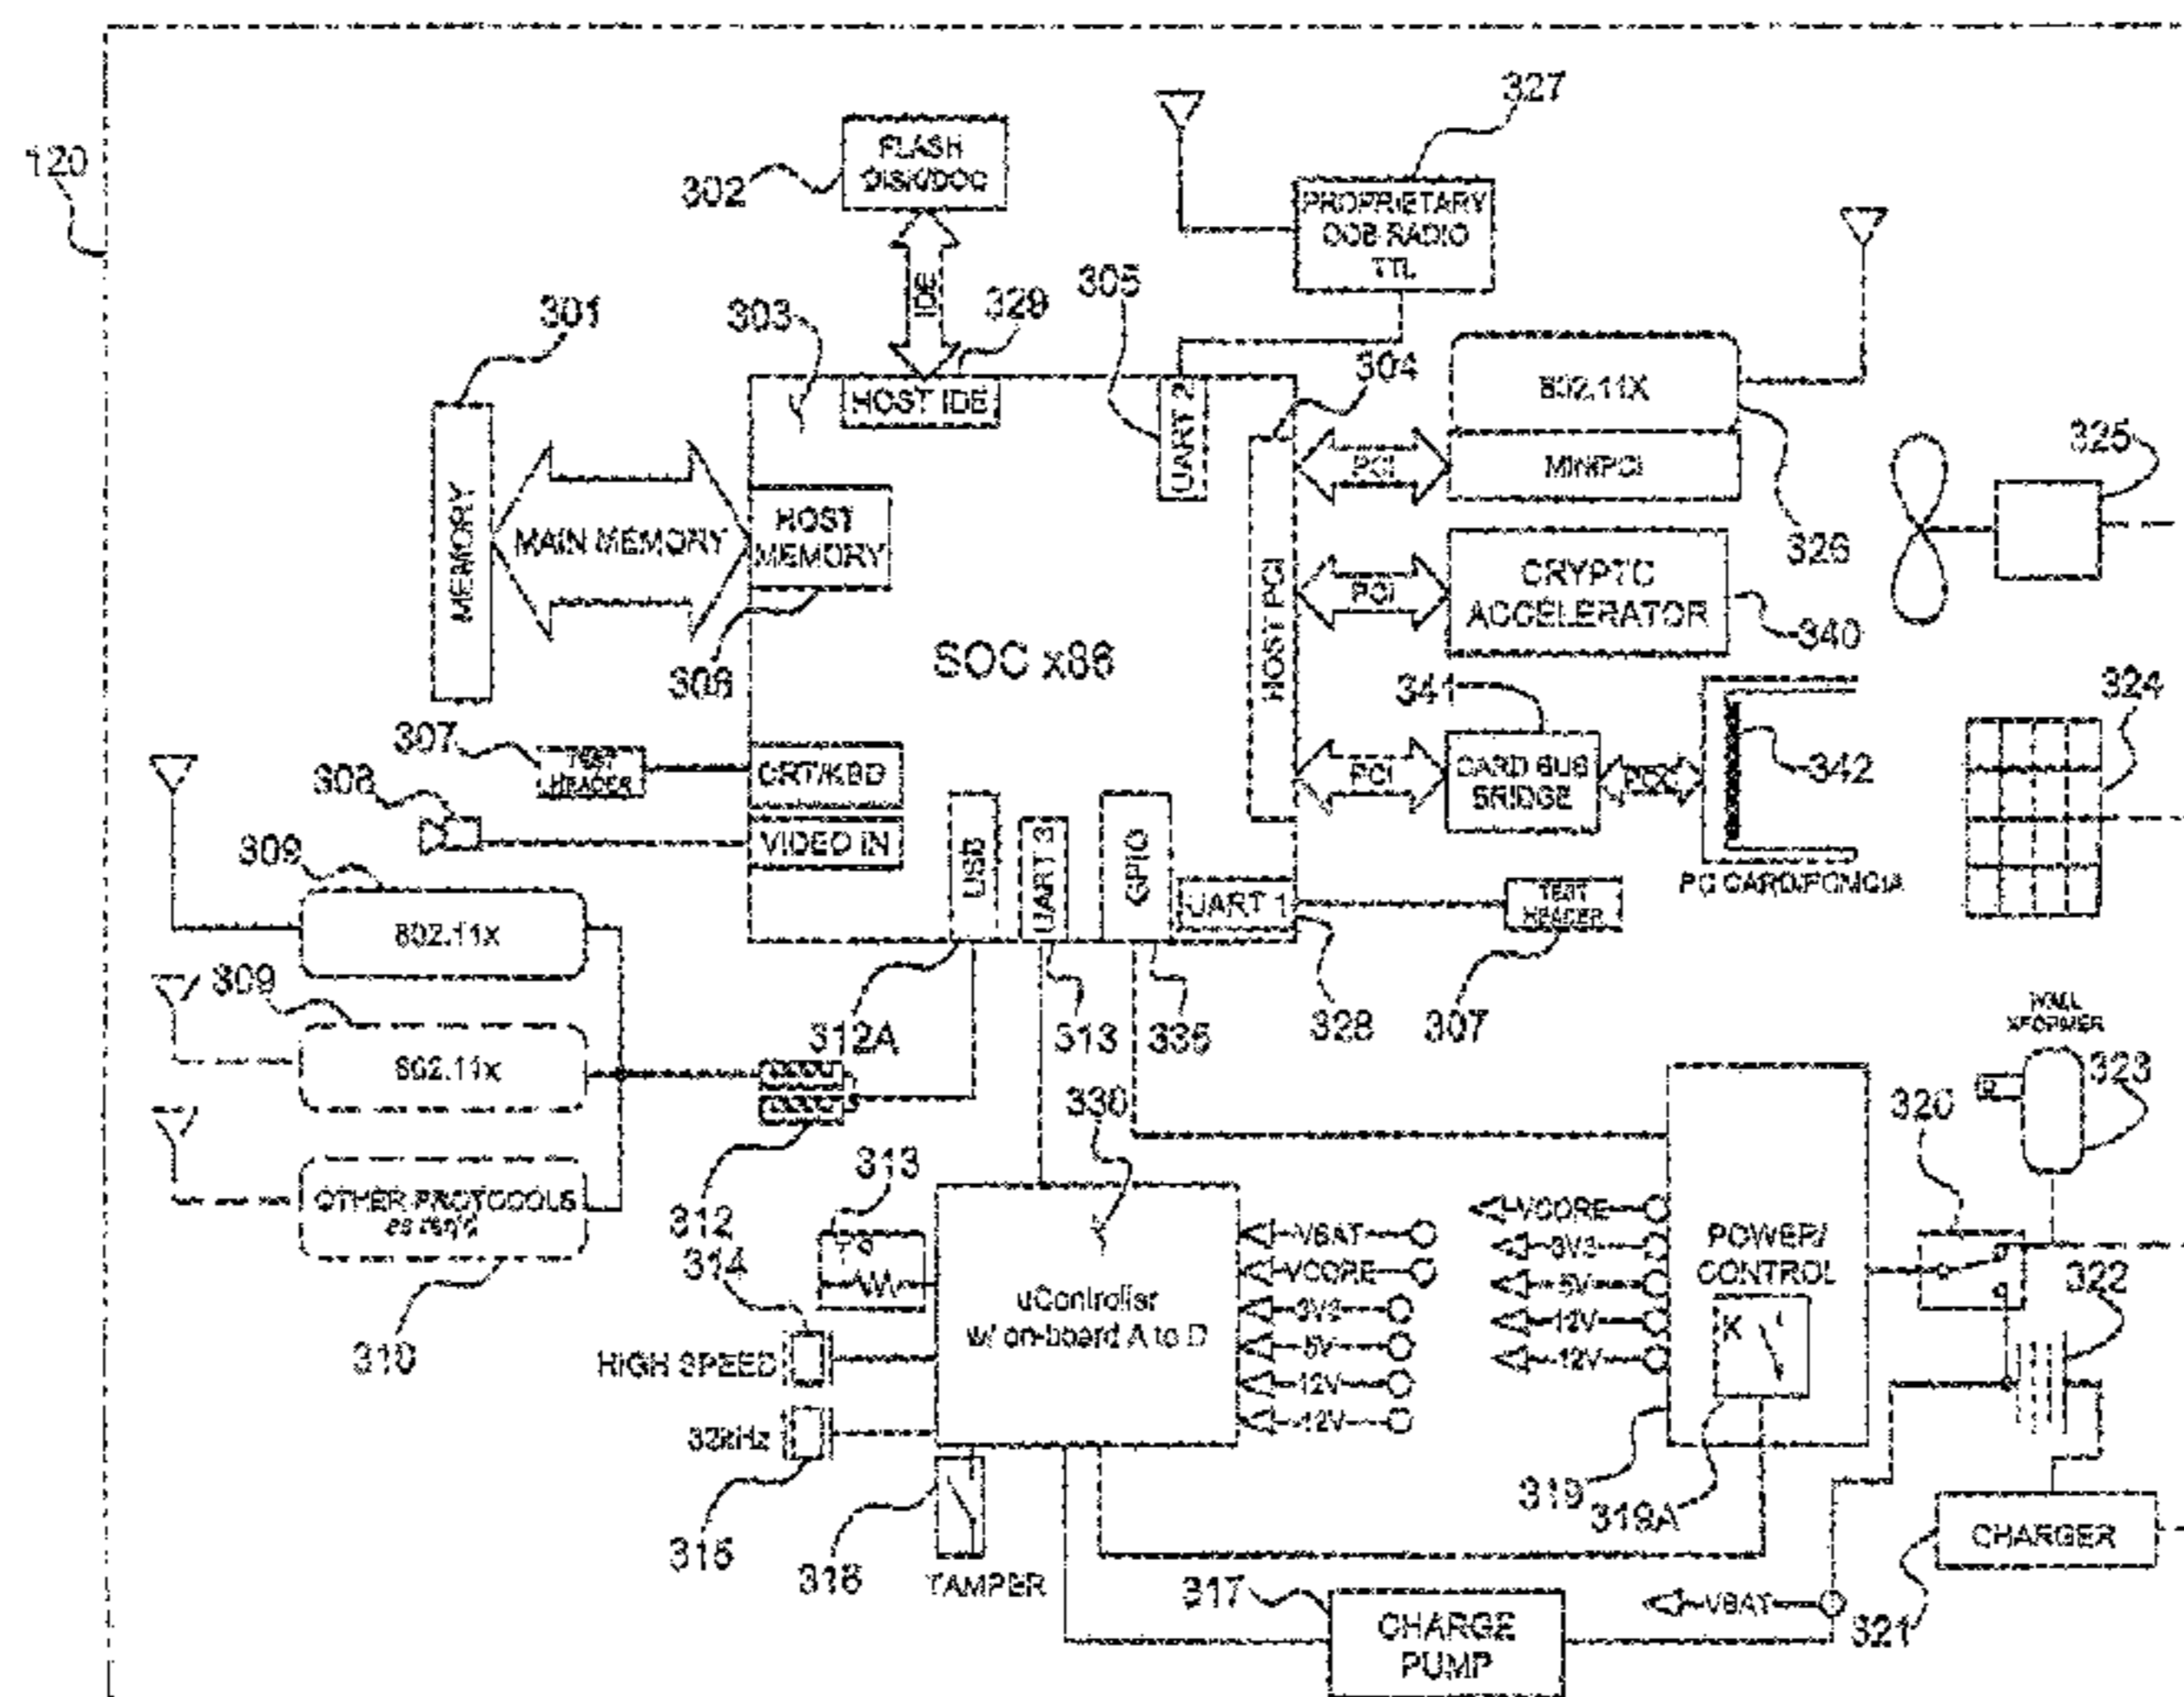 120
302
FLASH
DISK/DOC
327
PROPRIETARY
OOB RADIO
TTL
IDE
301
303
329
305
304
HOST IDE
UART 2
802.11X
MINIPCI
325
326
MEMORY
MAIN MEMORY
HOST
MEMORY
306
SOC x86
HOST PCI
PCI
PCI
CRYPTO
ACCELERATOR
340
341
324
307
TEST
HEADER
CRT/KBD
PCI
CARD BUS
BRIDGE
PCX
342
PC CARD/PCMCIA
308
VIDEO IN
USB
UART 3
GPIO
UART 1
TEST
HEADER
309
802.11x
309
802.11x
312A
313
335
328
307
WALL
XFORMER
323
320
330
312
313
T°
OTHER PROTOCOLS
as req'd
310
314
HIGH SPEED
uController
w/ on-board A to D
VBAT
VCORE
3V3
5V
12V
-12V
VCORE
3V3
5V
12V
-12V
POWER/
CONTROL
K
322
32kHz
315
316
TAMPER
319
319A
CHARGER
321
317
CHARGE
PUMP
VBAT